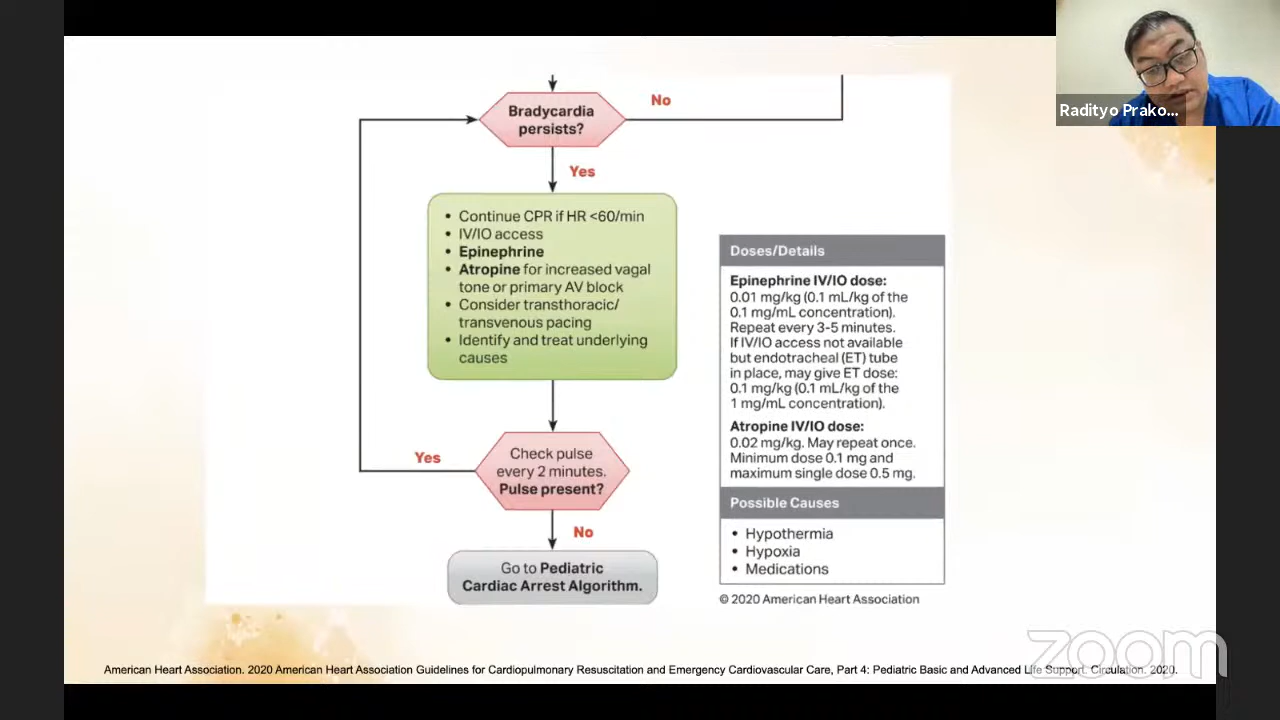 Radityo Prako...
No
Bradycardia
persists?
Yes
• Continue CPR if HR <60/min
• IV/IO access
• Epinephrine
• Atropine for increased vagal
tone or primary AV block
• Consider transthoracic/
transvenous pacing
• Identify and treat underlying
causes
Yes
Check pulse
every 2 minutes.
Pulse present?
No
Go to Pediatric
Cardiac Arrest Algorithm.
Doses/Details
Epinephrine IV/IO dose:
0.01 mg/kg (0.1 mL/kg of the
0.1 mg/mL concentration).
Repeat every 3-5 minutes.
If IV/IO access not available
but endotracheal (ET) tube
in place, may give ET dose:
0.1 mg/kg (0.1 mL/kg of the
1 mg/mL concentration).
Atropine IV/IO dose:
0.02 mg/kg. May repeat once.
Minimum dose 0.1 mg and
maximum single dose 0.5 mg.
Possible Causes
• Hypothermia
• Hypoxia
• Medications
© 2020 American Heart Association
zoom
American Heart Association. 2020 American Heart Association Guidelines for Cardiopulmonary Resuscitation and Emergency Cardiovascular Care, Part 4: Pediatric Basic and Advanced Life Support. Circulation. 2020.